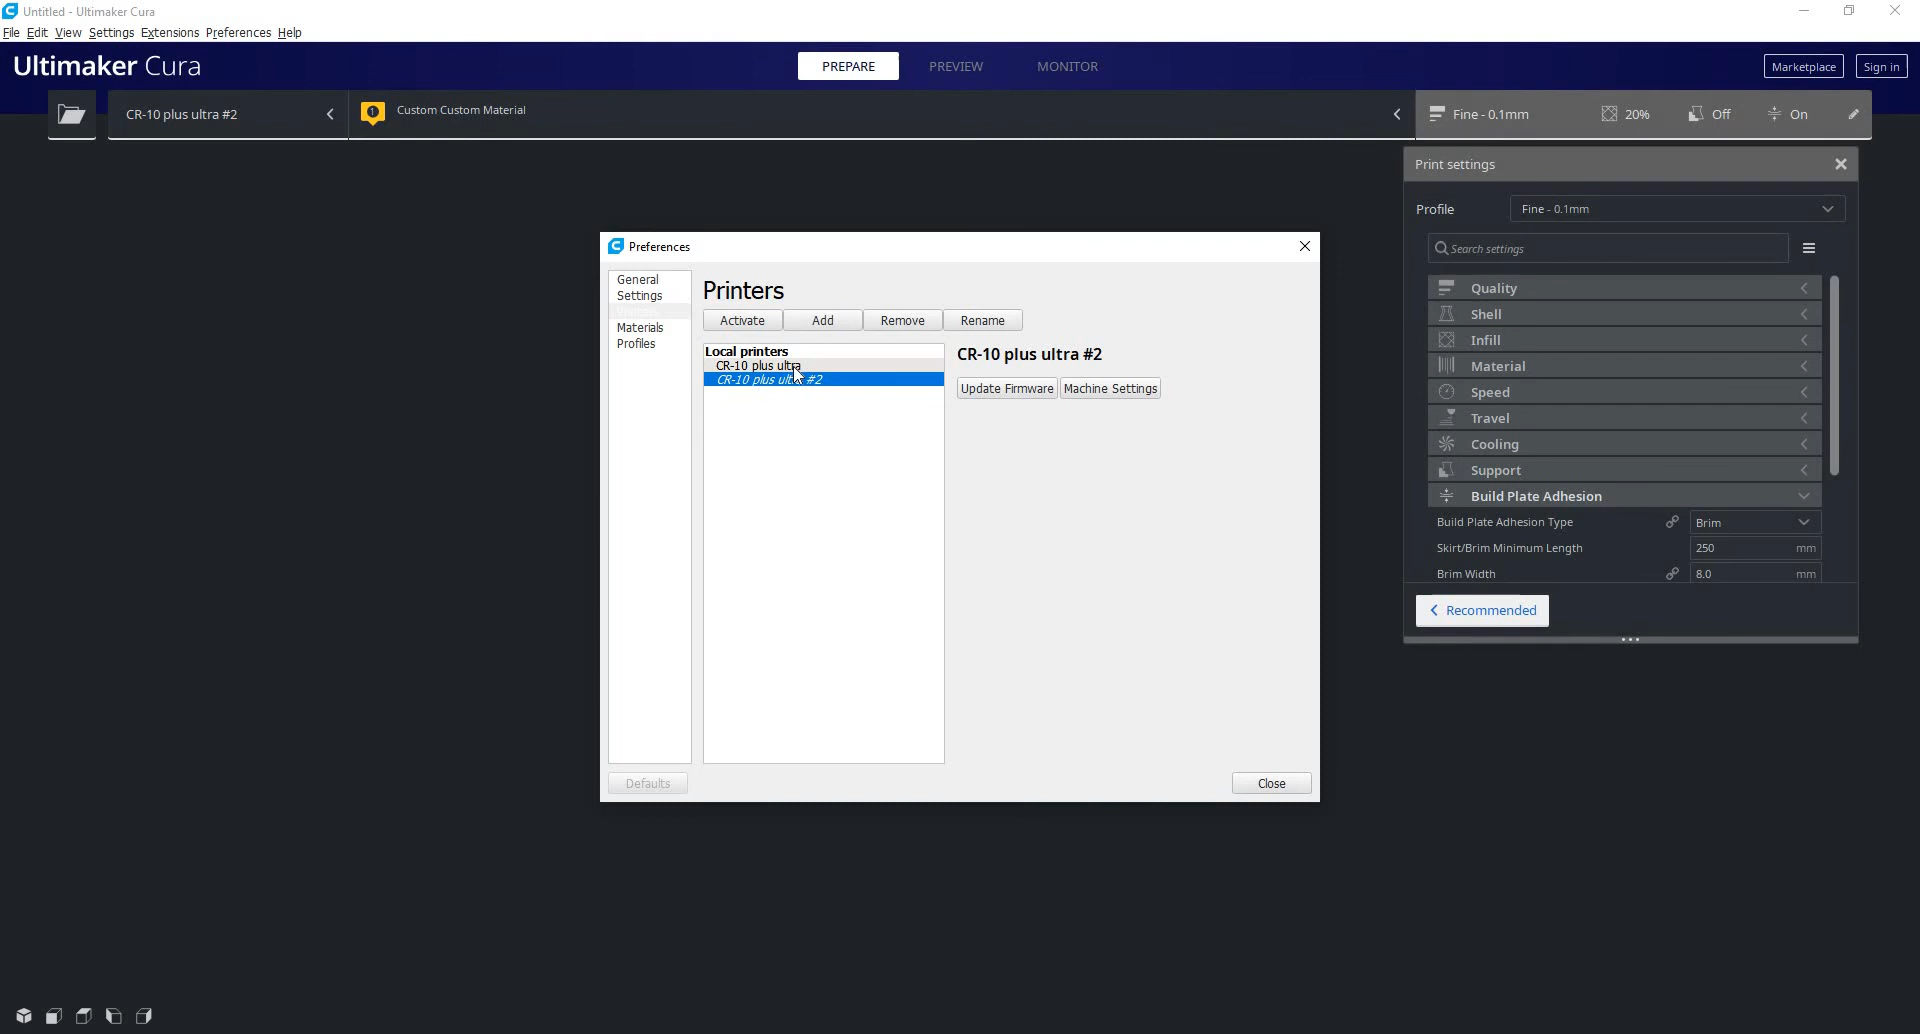 Untitled - Ultimaker Cura
File Edit View Settings Extensions Preferences Help
Ultimaker Cura
PREPARE PREVIEW MONITOR
Marketplace Sign in
CR-10 plus ultra #2
1 Custom Custom Material
Fine - 0.1mm 20% Off On
Print settings
Profile Fine - 0.1mm
Search settings
Quality
Shell
Infill
Material
Speed
Travel
Cooling
Support
Build Plate Adhesion
Build Plate Adhesion Type Brim
Skirt/Brim Minimum Length 250 mm
Brim Width 8.0 mm
Recommended
Preferences
General
Settings
Printers
Materials
Profiles
Printers
Activate Add Remove Rename
Local printers
CR-10 plus ultra
CR-10 plus ultra #2
CR-10 plus ultra #2
Update Firmware Machine Settings
Defaults Close